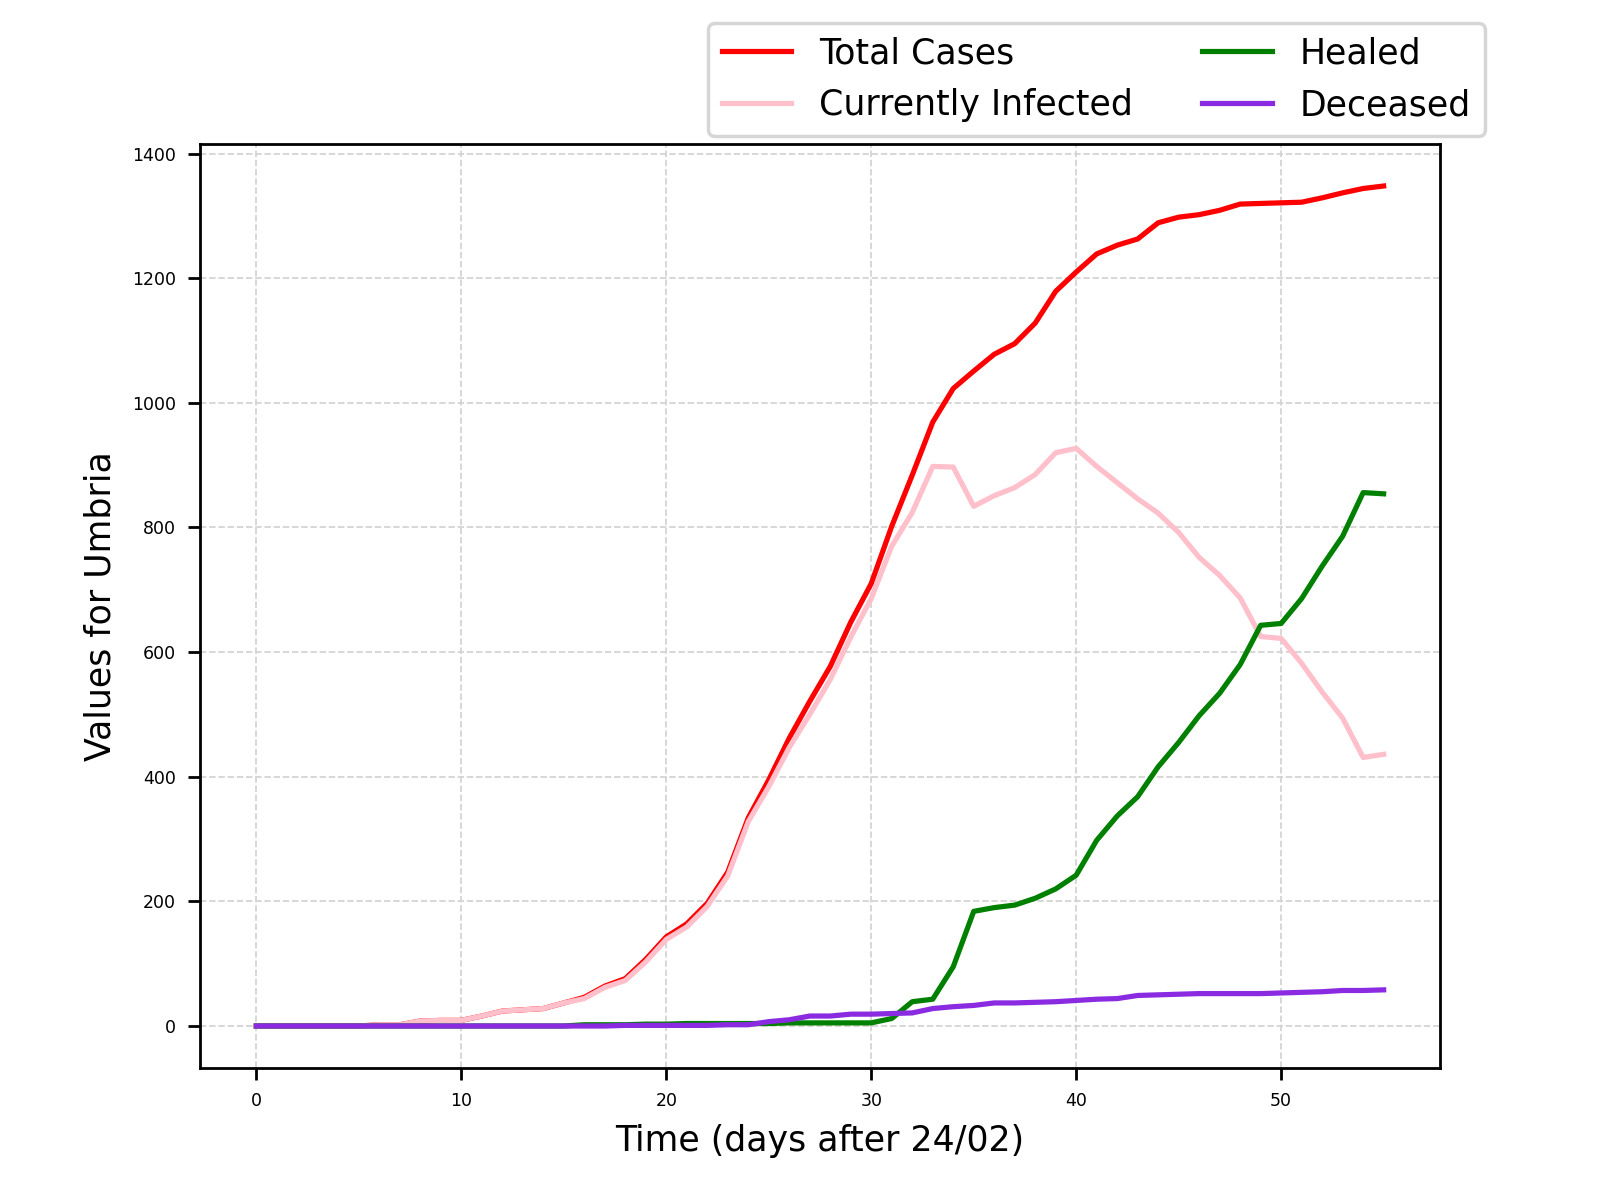 Total Cases
Currently Infected
Healed
Deceased
1400
1200
1000
800
600
400
200
0
Values for Umbria
0 10 20 30 40 50
Time (days after 24/02)